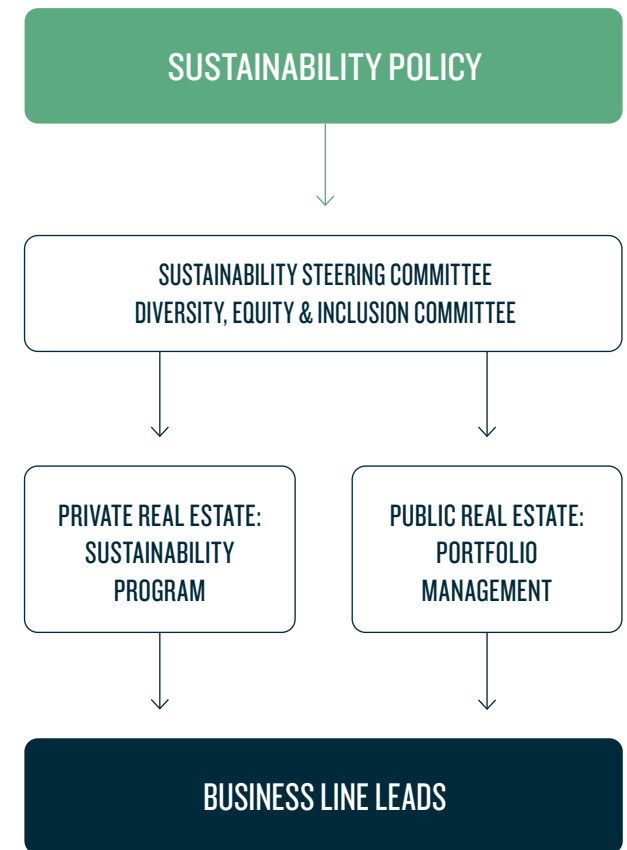 SUSTAINABILITY POLICY
SUSTAINABILITY STEERING COMMITTEE
DIVERSITY, EQUITY & INCLUSION COMMITTEE
PRIVATE REAL ESTATE:
SUSTAINABILITY
PROGRAM
PUBLIC REAL ESTATE:
PORTFOLIO
MANAGEMENT
BUSINESS LINE LEADS